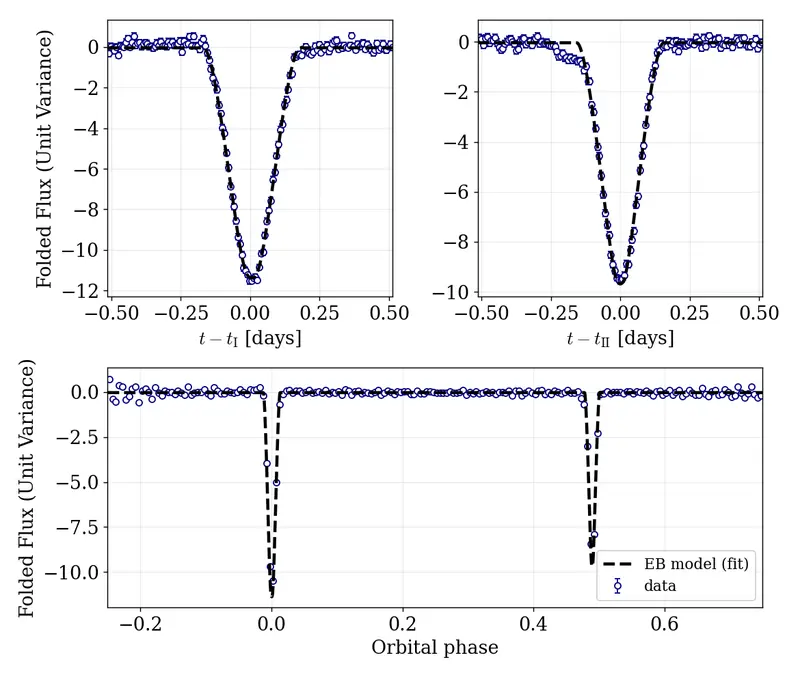 Folded Flux (Unit Variance)
0
−2
−4
−6
−8
−10
−12
−0.50 −0.25 0.00 0.25 0.50
t − tI [days]
0
−2
−4
−6
−8
−10
−0.50 −0.25 0.00 0.25 0.50
t − tII [days]
Folded Flux (Unit Variance)
0.0
−2.5
−5.0
−7.5
−10.0
−0.2 0.0 0.2 0.4 0.6
Orbital phase
EB model (fit)
data